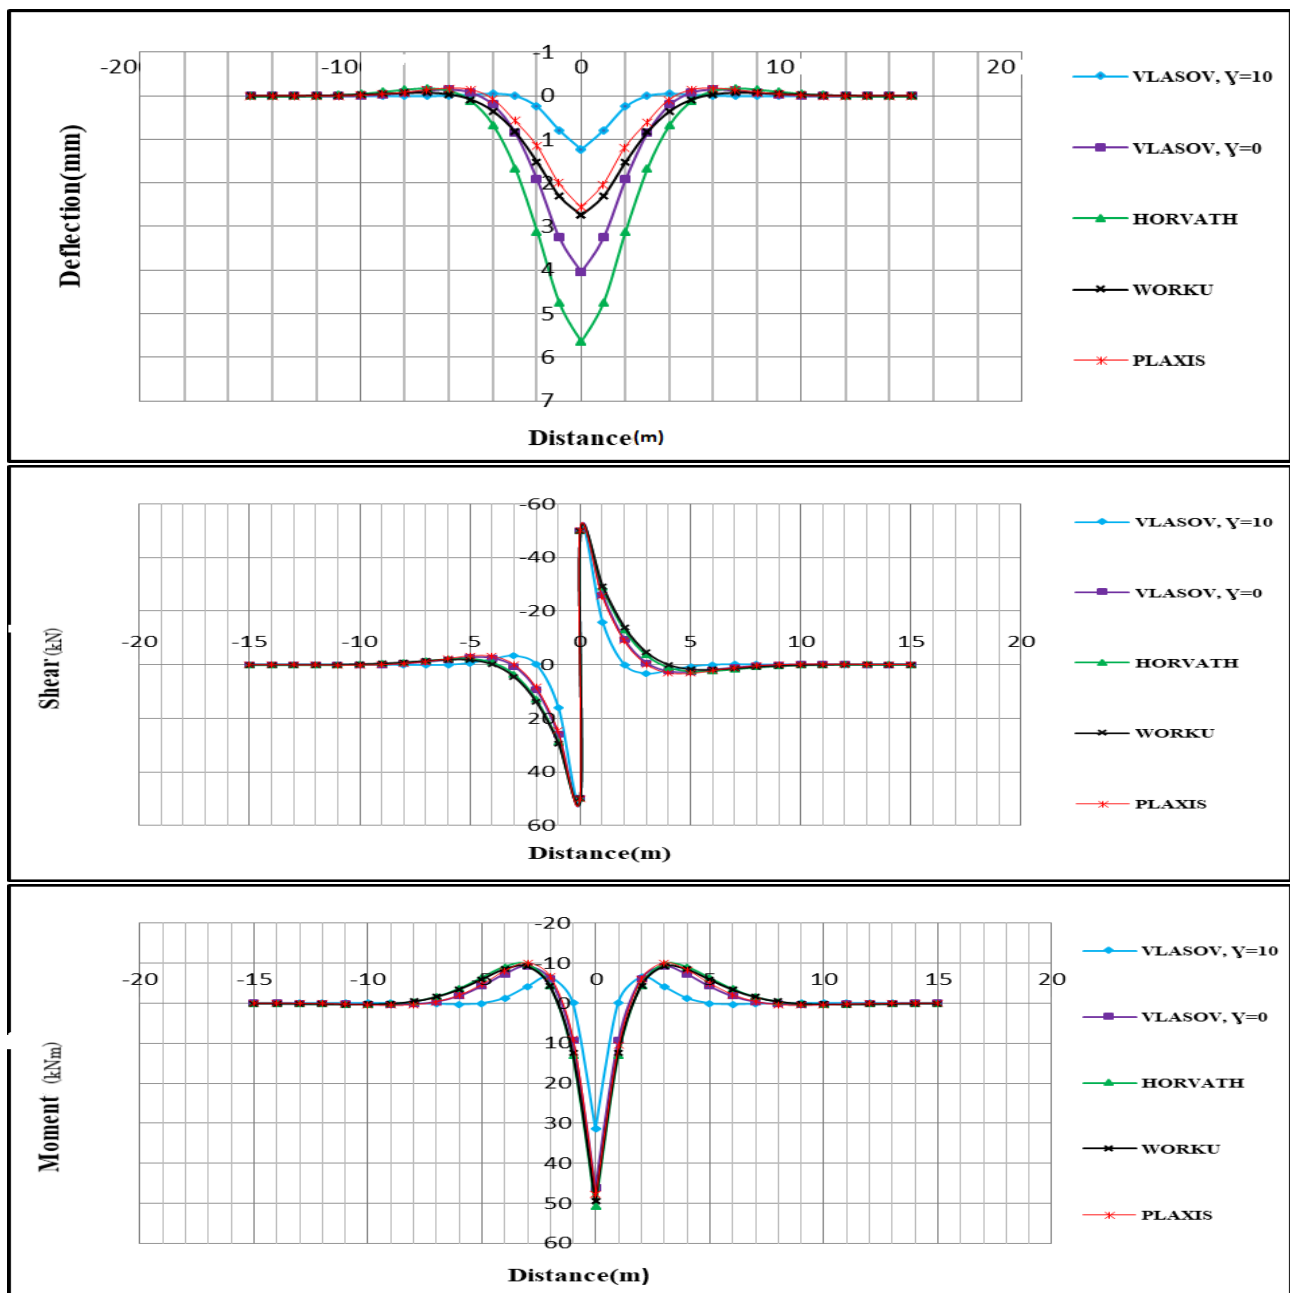 -1
-20 -10 0 10 20
0
1
2
3
4
5
6
7
Deflection(mm)
Distance(m)
VLASOV, Ɣ=10
VLASOV, Ɣ=0
HORVATH
WORKU
PLAXIS
-60
-40
-20
-20 -15 -10 -5 0 5 10 15 20
0
20
40
60
Shear(kN)
Distance(m)
VLASOV, Ɣ=10
VLASOV, Ɣ=0
HORVATH
WORKU
PLAXIS
-20
-10
-20 -10 0 10 20
0
10
20
30
40
50
60
Moment (kNm)
Distance(m)
VLASOV, Ɣ=10
VLASOV, Ɣ=0
HORVATH
WORKU
PLAXIS